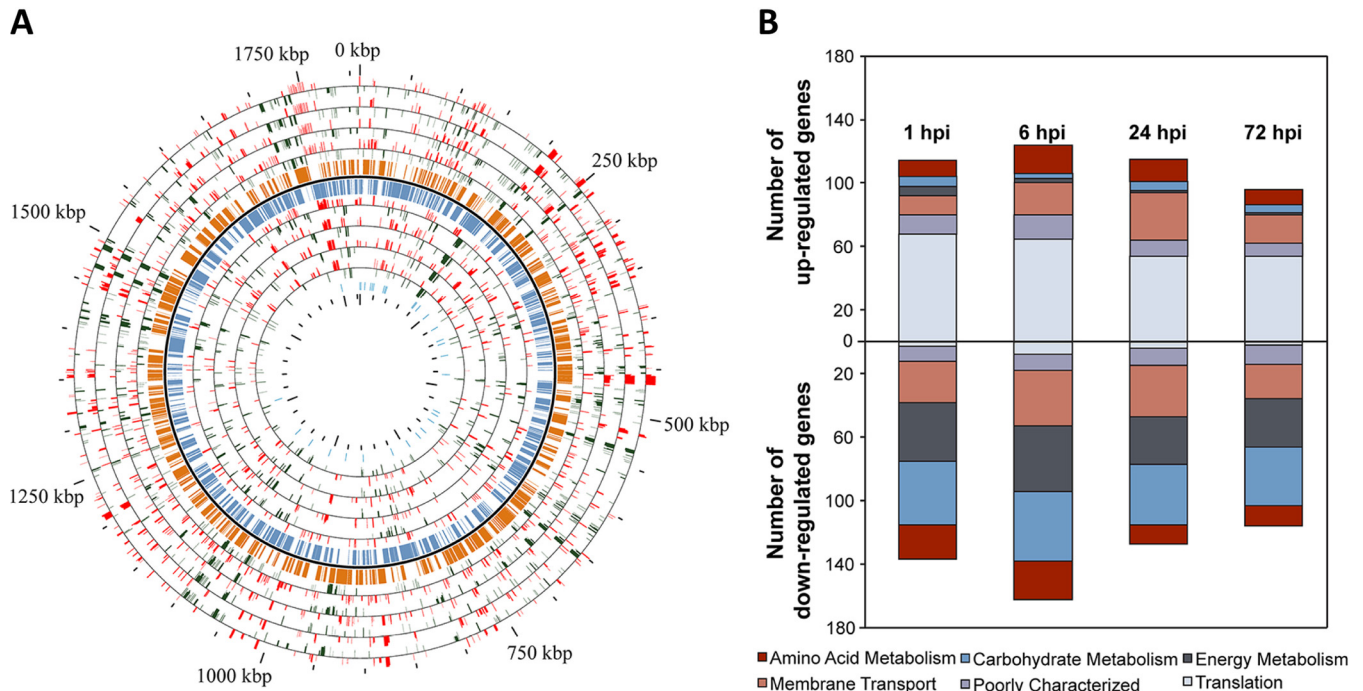 A
B
0 kbp
250 kbp
500 kbp
750 kbp
1000 kbp
1250 kbp
1500 kbp
1750 kbp
Number of
up-regulated genes
Number of
down-regulated genes
180
140
100
60
20
0
20
60
100
140
180
1 hpi 6 hpi 24 hpi 72 hpi
Amino Acid Metabolism Carbohydrate Metabolism Energy Metabolism
Membrane Transport Poorly Characterized Translation